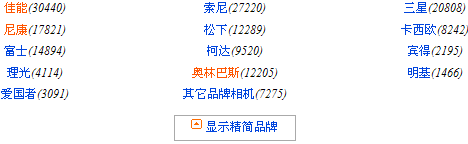 佳能(30440) 索尼(27220) 三星(20808)
尼康(17821) 松下(12289) 卡西欧(8242)
富士(14894) 柯达(9520) 宾得(2195)
理光(4114) 奥林巴斯(12205) 明基(1466)
爱国者(3091) 其它品牌相机(7275)
显示精简品牌